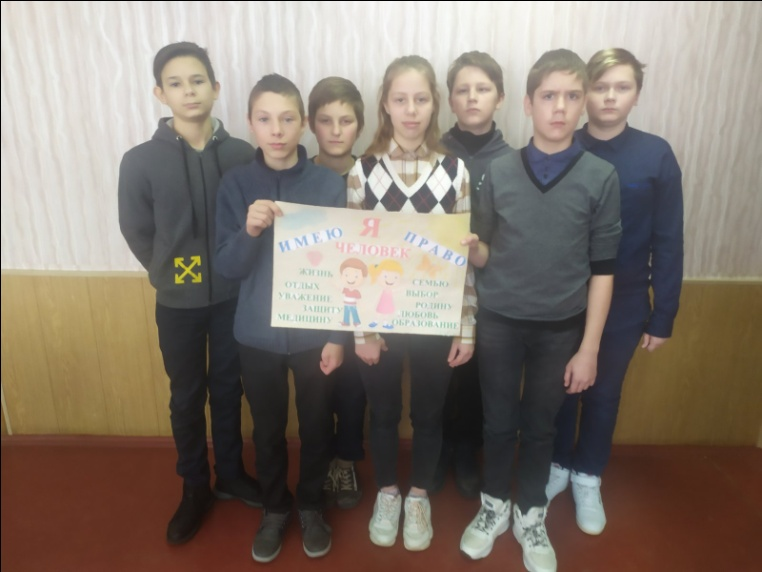 Я
ИМЕЮ ПРАВО
ЧЕЛОВЕК
ЖИЗНЬ
ОТДЫХ
УВАЖЕНИЕ
ЗАЩИТУ
МЕДИЦИНУ
СЕМЬЮ
ВЫБОР
РОДИНУ
ЛЮБОВЬ
ОБРАЗОВАНИЕ